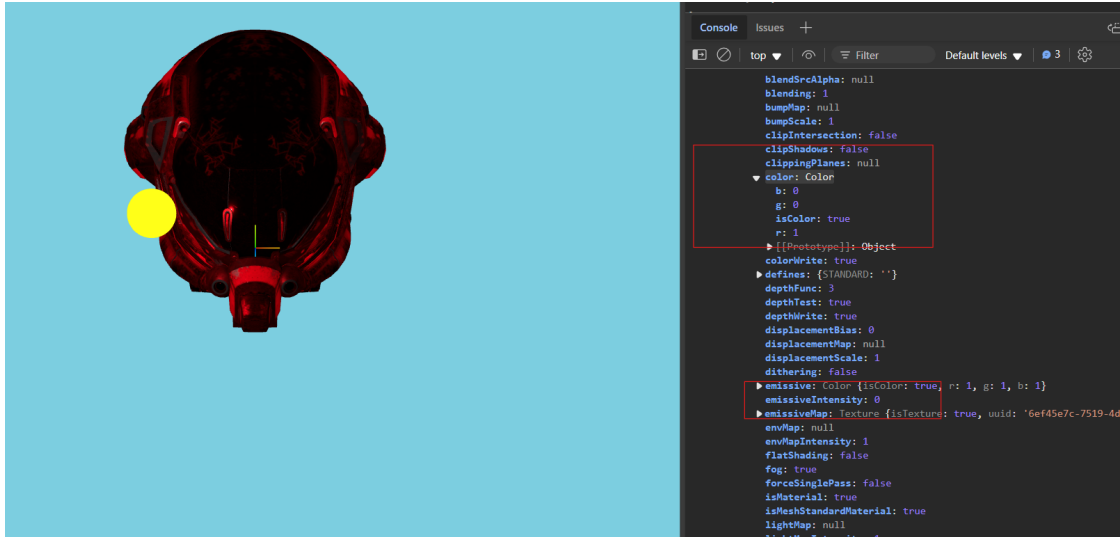 Console Issues
top Filter Default levels 3
blendSrcAlpha: null
blending: 1
bumpMap: null
bumpScale: 1
clipIntersection: false
clipShadows: false
clippingPlanes: null
color: Color
b: 0
g: 0
isColor: true
r: 1
[[Prototype]]: Object
colorWrite: true
defines: {STANDARD: ''}
depthFunc: 3
depthTest: true
depthWrite: true
displacementBias: 0
displacementMap: null
displacementScale: 1
dithering: false
emissive: Color {isColor: true, r: 1, g: 1, b: 1}
emissiveIntensity: 0
emissiveMap: Texture {isTexture: true, uuid: '6ef45e7c-7519-4d
envMap: null
envMapIntensity: 1
flatShading: false
fog: true
forceSinglePass: false
isMaterial: true
isMeshStandardMaterial: true
lightMap: null